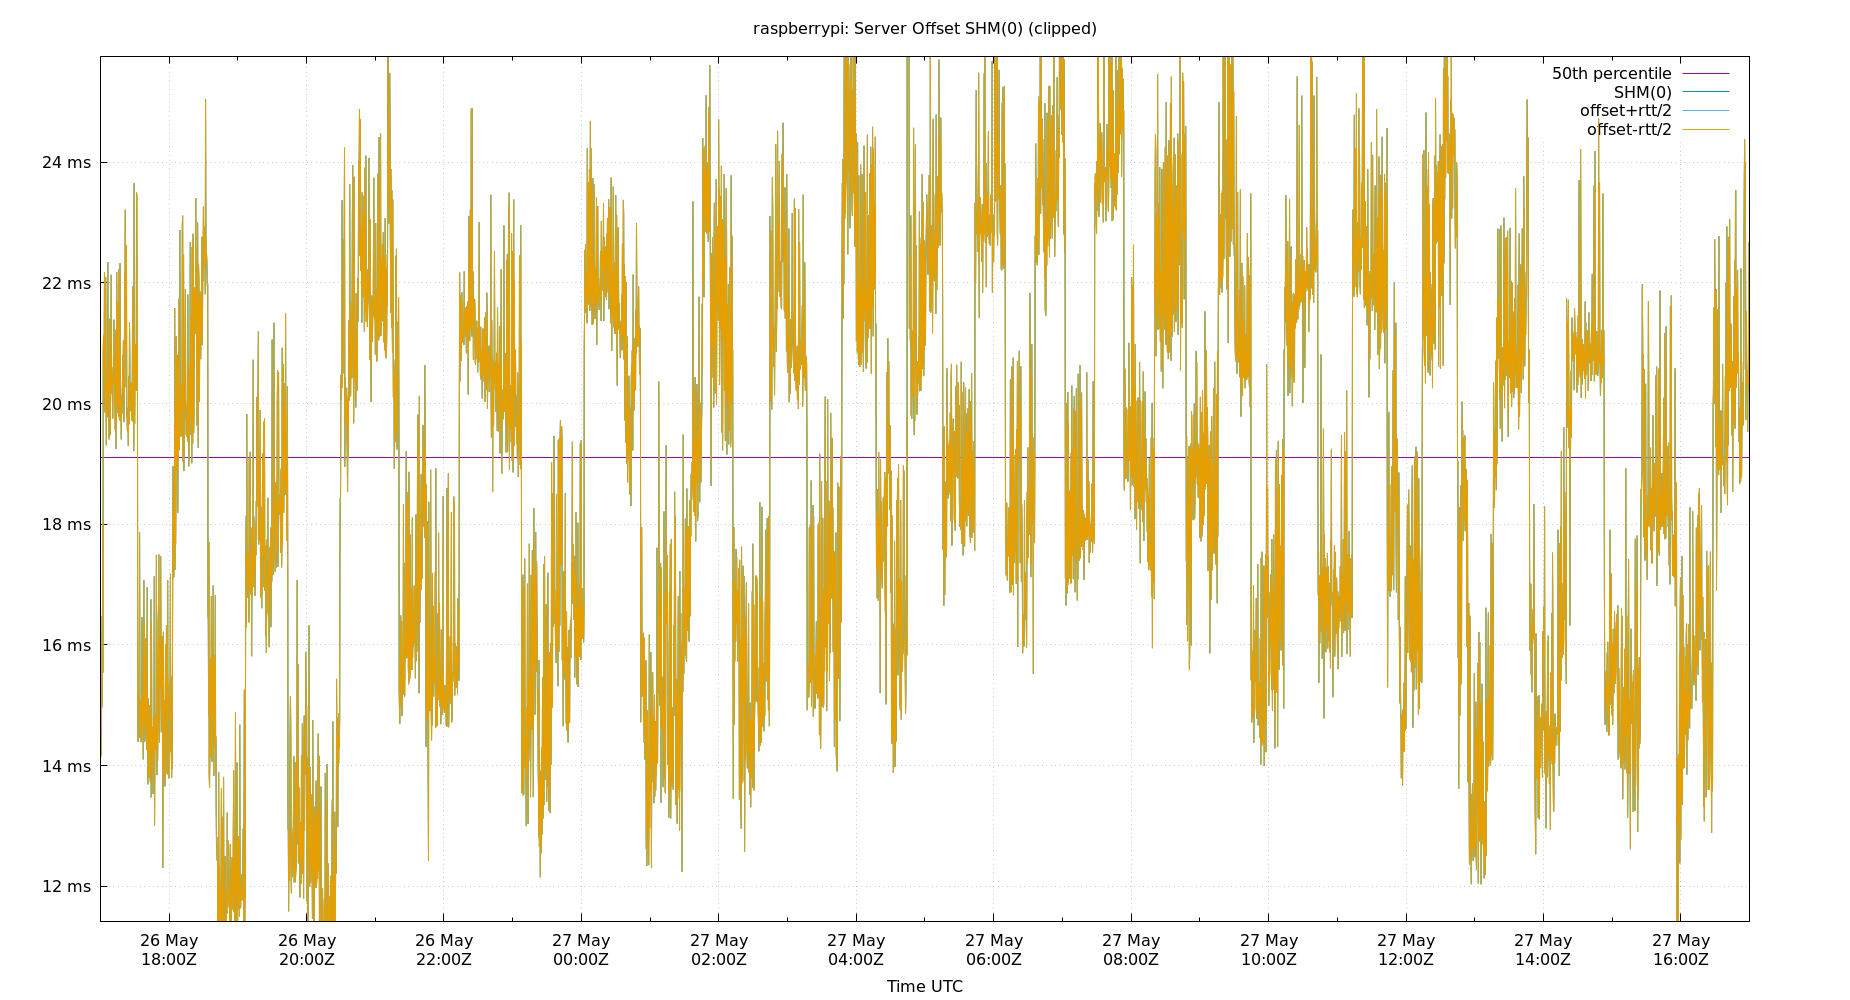 raspberrypi: Server Offset SHM(0) (clipped)
50th percentile
SHM(0)
offset+rtt/2
offset-rtt/2
24 ms
22 ms
20 ms
18 ms
16 ms
14 ms
12 ms
26 May 26 May 26 May 27 May 27 May 27 May 27 May 27 May 27 May 27 May 27 May 27 May
18:00Z 20:00Z 22:00Z 00:00Z 02:00Z 04:00Z 06:00Z 08:00Z 10:00Z 12:00Z 14:00Z 16:00Z
Time UTC